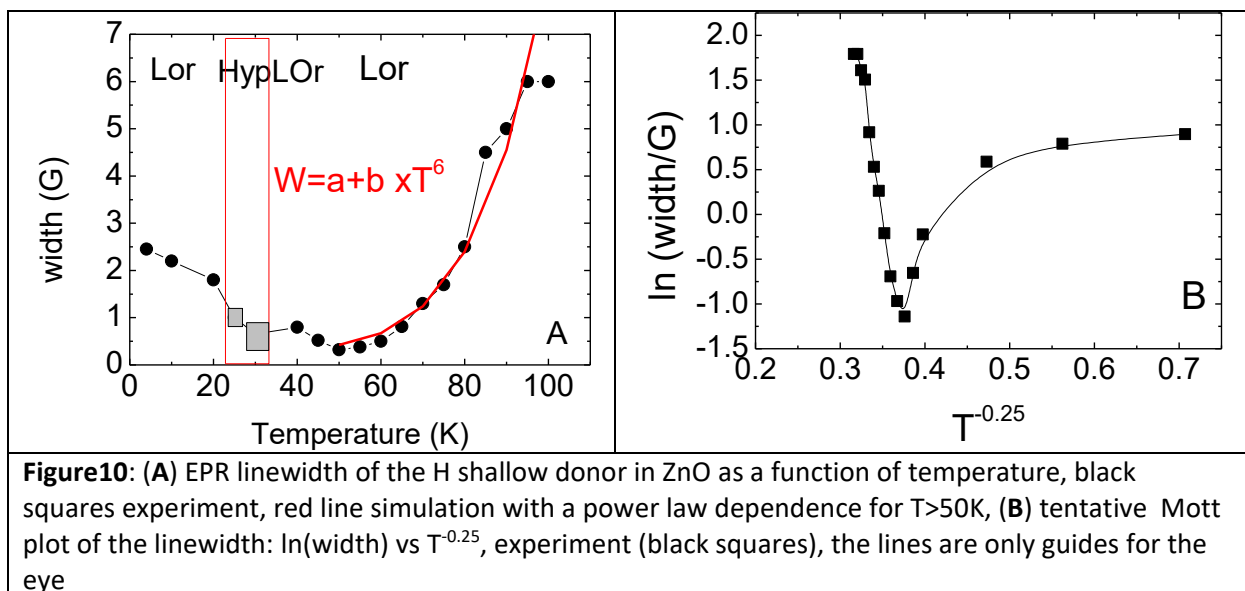 7
6
5
4
3
2
1
0
width (G)
Lor HypLOr Lor
W=a+b xT⁶
A
0 20 40 60 80 100
Temperature (K)
2.0
1.5
1.0
0.5
0.0
-0.5
-1.0
-1.5
ln (width/G)
B
0.2 0.3 0.4 0.5 0.6 0.7
T⁻⁰·²⁵
Figure10: (A) EPR linewidth of the H shallow donor in ZnO as a function of temperature, black
squares experiment, red line simulation with a power law dependence for T>50K, (B) tentative Mott
plot of the linewidth: ln(width) vs T⁻⁰·²⁵, experiment (black squares), the lines are only guides for the
eye